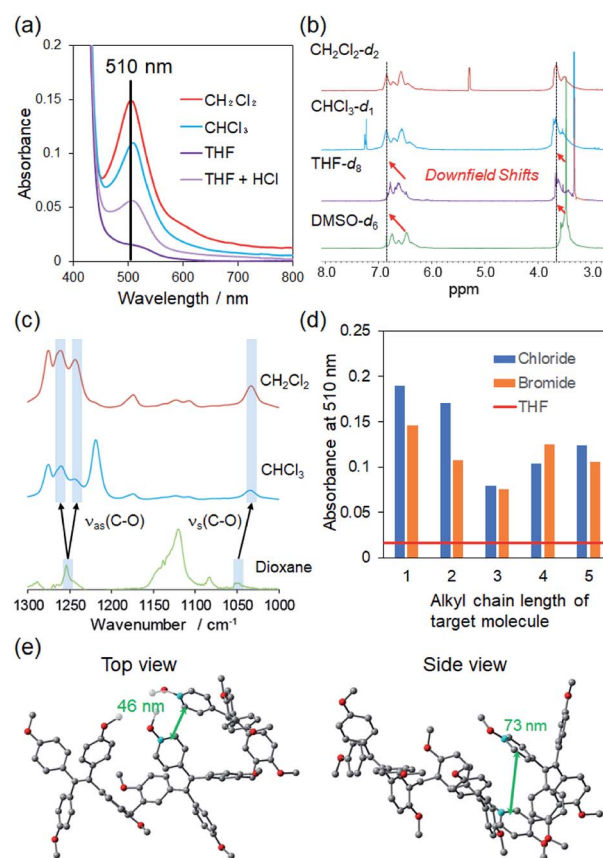 (a)
0.2
0.15
0.1
0.05
0
Absorbance
510 nm
CH₂Cl₂
CHCl₃
THF
THF + HCl
400 500 600 700 800
Wavelength / nm
(b)
CH₂Cl₂-d₂
CHCl₃-d₁
THF-d₈
Downfield Shifts
DMSO-d₆
8.0 7.0 6.0 5.0 4.0
ppm
(c)
CH₂Cl₂
CHCl₃
νas(C-O) νs(C-O)
Dioxane
1300 1250 1200 1150 1100 1050 1000
Wavenumber / cm⁻¹
(d)
0.25
0.2
0.15
0.1
0.05
0
Absorbance at 510 nm
Chloride
Bromide
THF
1 2 3 4 5
Alkyl chain length of
target molecule
(e)
Top view Side view
46 nm
73 nm